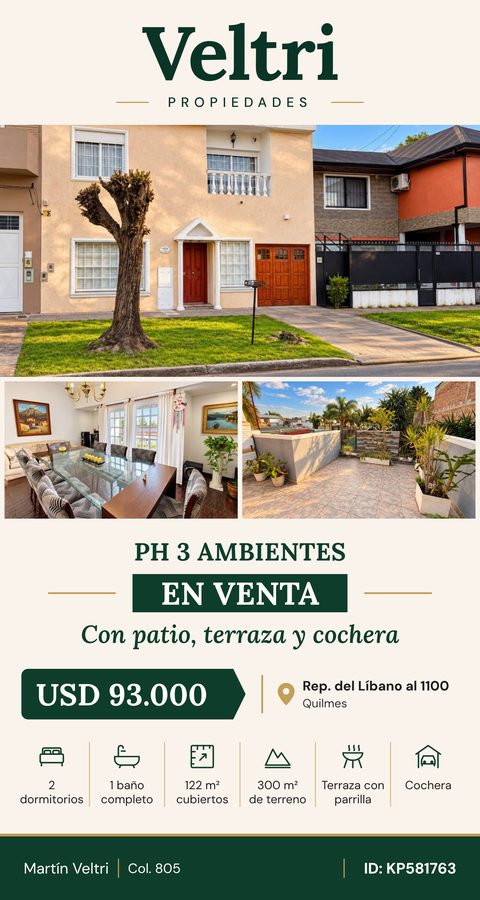 Veltri
PROPIEDADES
PH 3 AMBIENTES
EN VENTA
Con patio, terraza y cochera
USD 93.000
Rep. del Líbano al 1100
Quilmes
2
dormitorios
1 baño
completo
122 m²
cubiertos
300 m²
de terreno
Terraza con
parrilla
Cochera
Martín Veltri
Col. 805
ID: KP581763